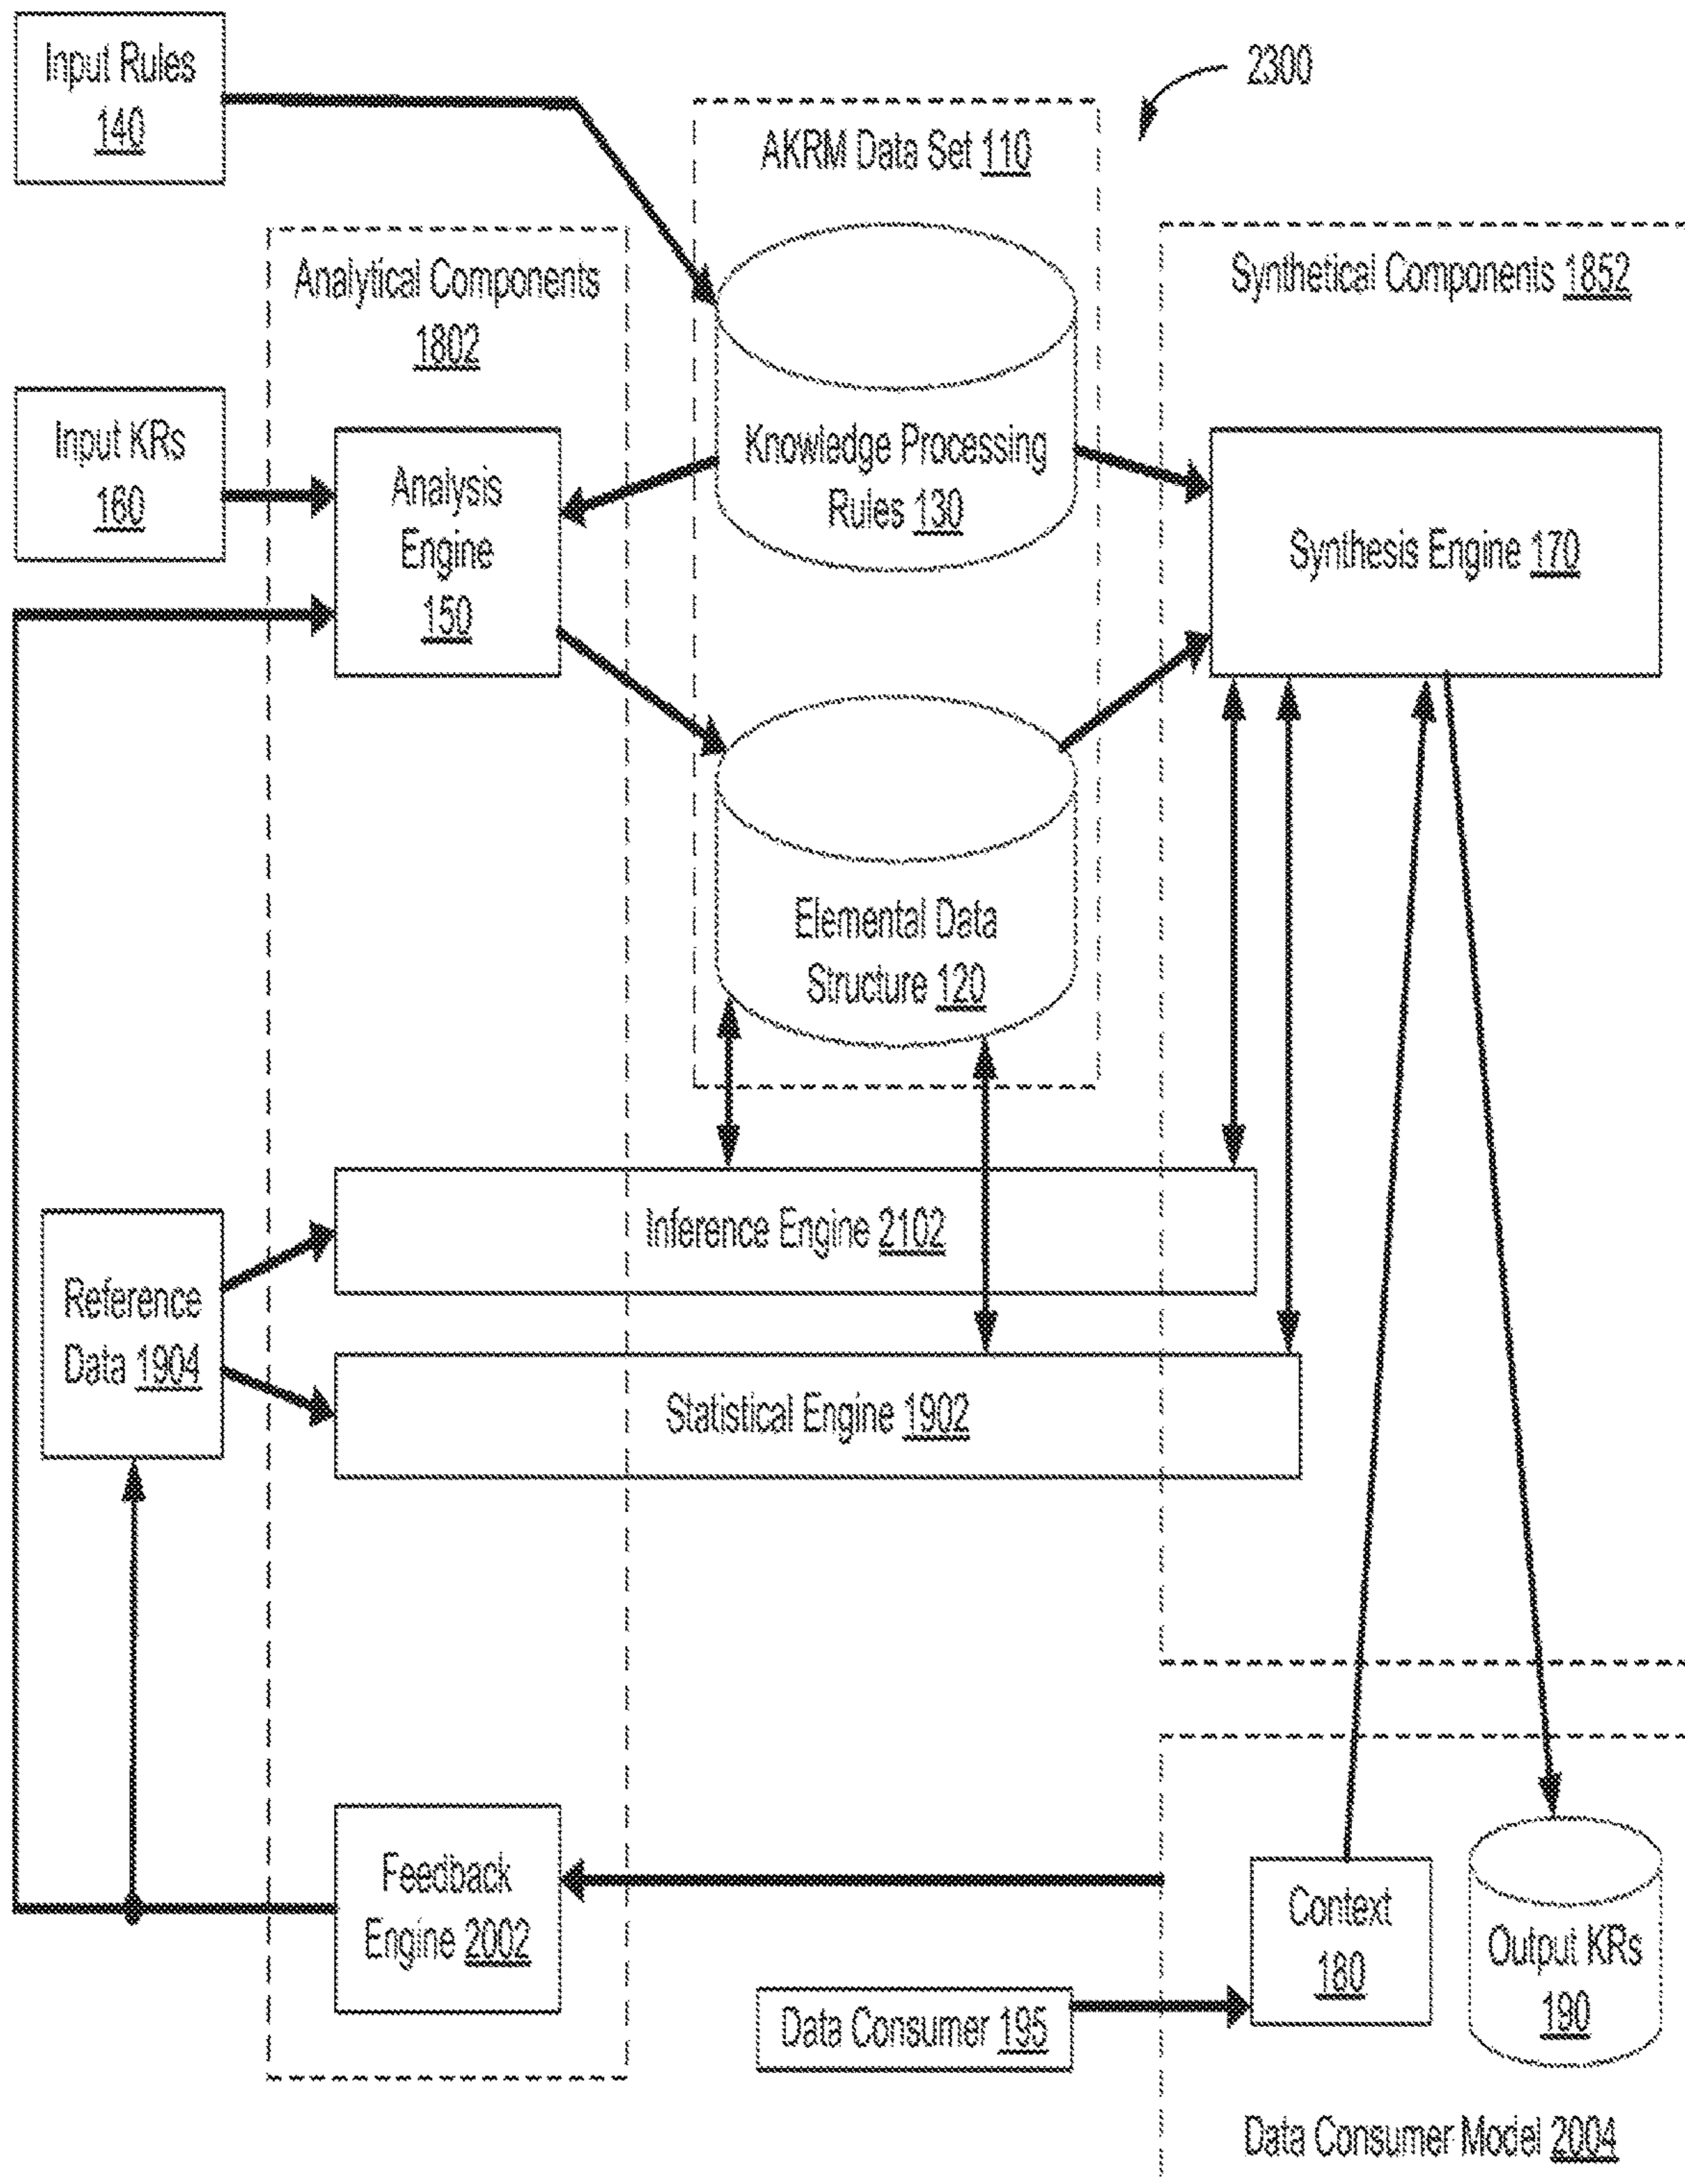 Input Rules
140
2300
AKRM Data Set 110
Analytical Components
1802
Synthetical Components 1852
Input KRs
160
Analysis
Engine
150
Knowledge Processing
Rules 130
Synthesis Engine 170
Elemental Data
Structure 120
Inference Engine 2102
Reference
Data 1904
Statistical Engine 1902
Feedback
Engine 2002
Context
180
Output KRs
190
Data Consumer 195
Data Consumer Model 2004